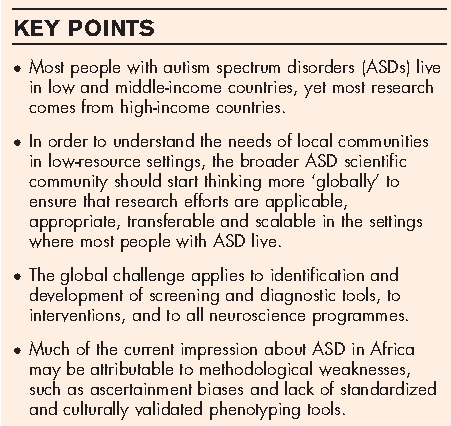 KEY POINTS
• Most people with autism spectrum disorders (ASDs) live
in low and middle-income countries, yet most research
comes from high-income countries.
• In order to understand the needs of local communities
in low-resource settings, the broader ASD scientific
community should start thinking more ‘globally’ to
ensure that research efforts are applicable,
appropriate, transferable and scalable in the settings
where most people with ASD live.
• The global challenge applies to identification and
development of screening and diagnostic tools, to
interventions, and to all neuroscience programmes.
• Much of the current impression about ASD in Africa
may be attributable to methodological weaknesses,
such as ascertainment biases and lack of standardized
and culturally validated phenotyping tools.